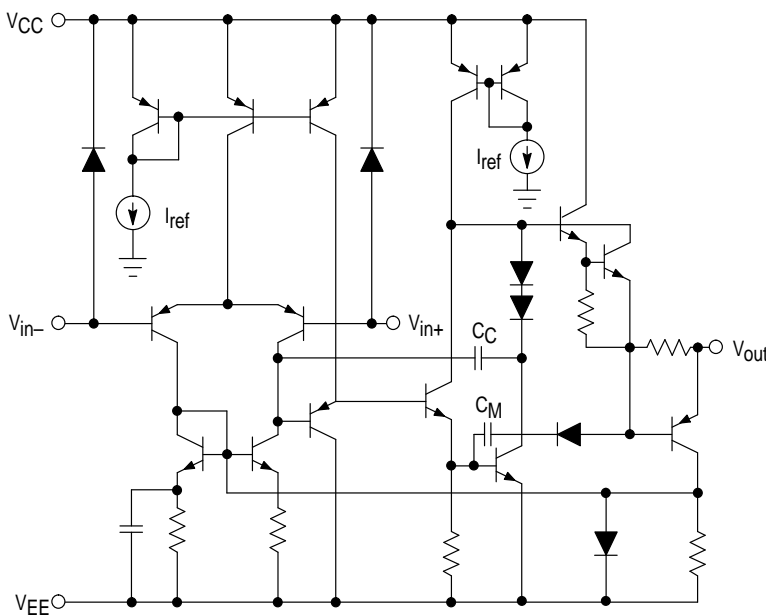 VCC
Iref
Iref
Vin–
Vin+
CC
Vout
CM
VEE